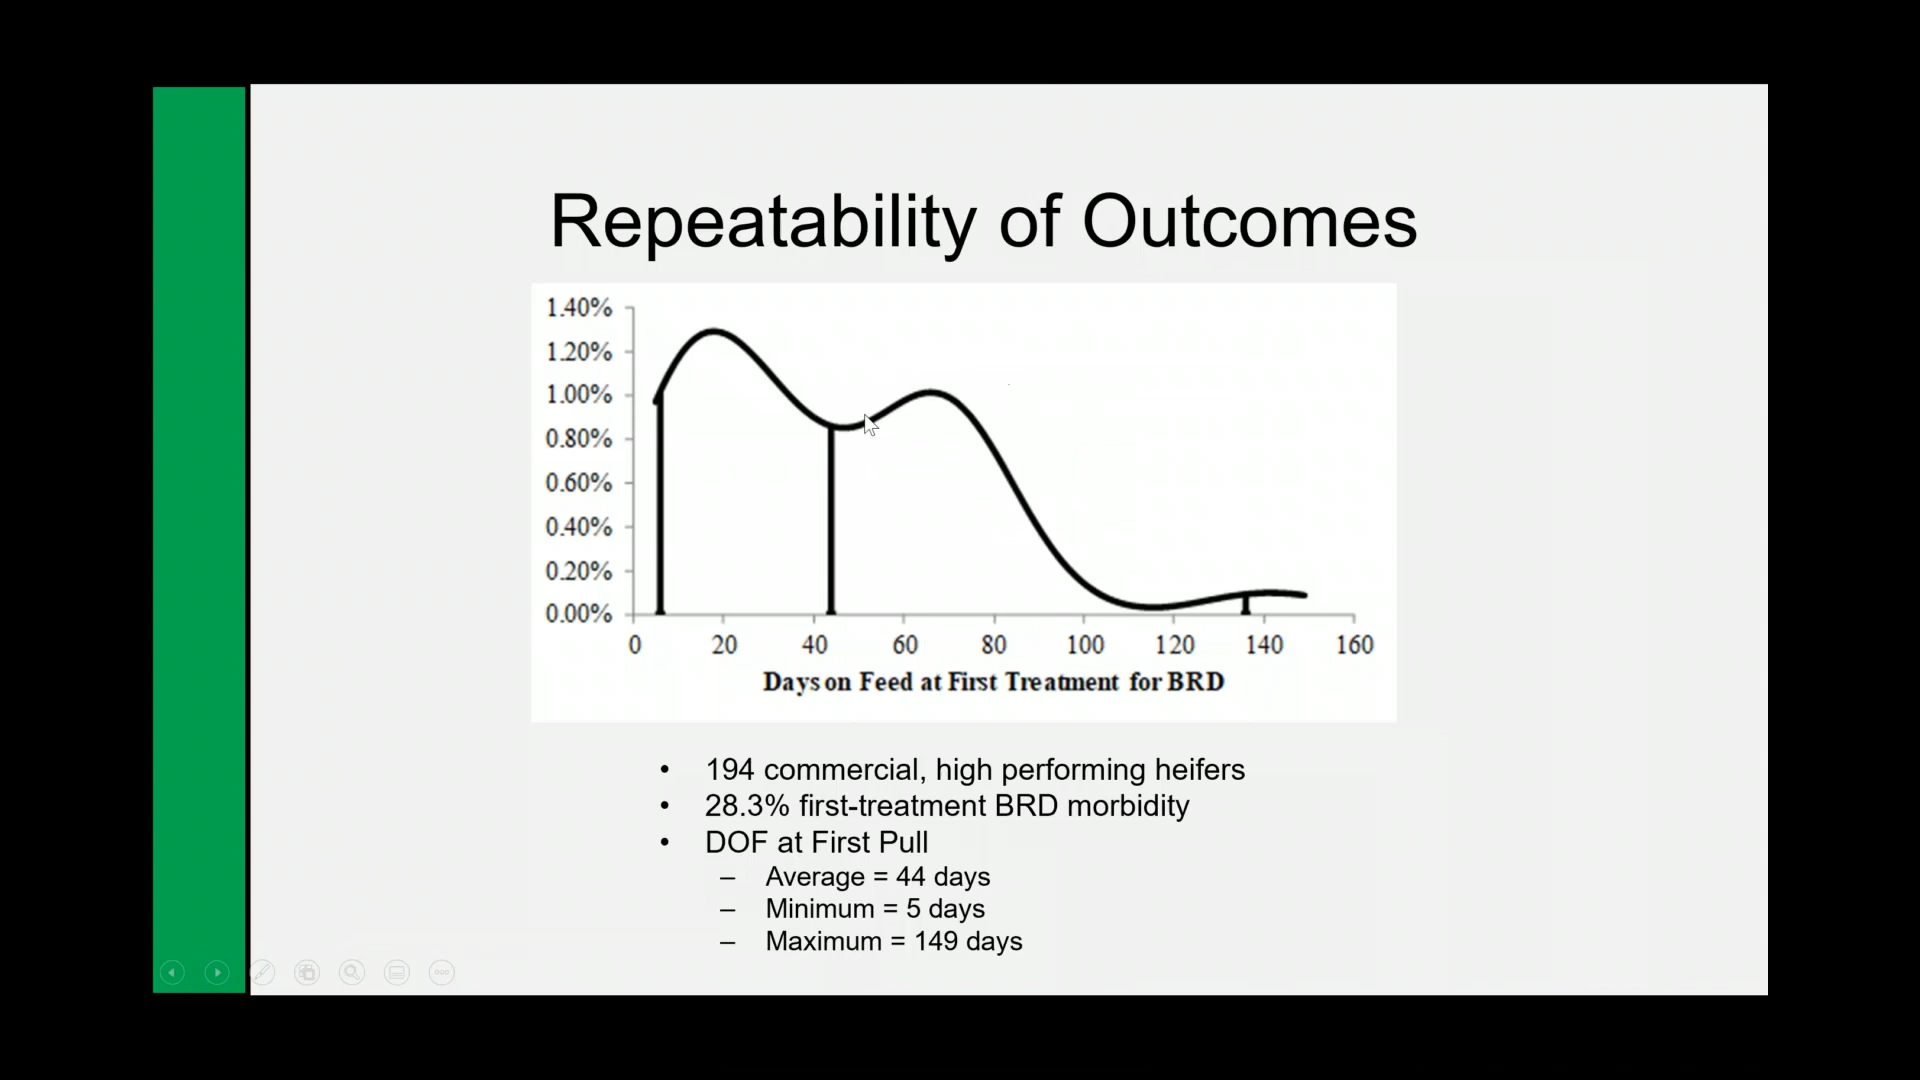 Repeatability of Outcomes
1.40%
1.20%
1.00%
0.80%
0.60%
0.40%
0.20%
0.00%
0 20 40 60 80 100 120 140 160
Days on Feed at First Treatment for BRD
• 194 commercial, high performing heifers
• 28.3% first-treatment BRD morbidity
• DOF at First Pull
– Average = 44 days
– Minimum = 5 days
– Maximum = 149 days